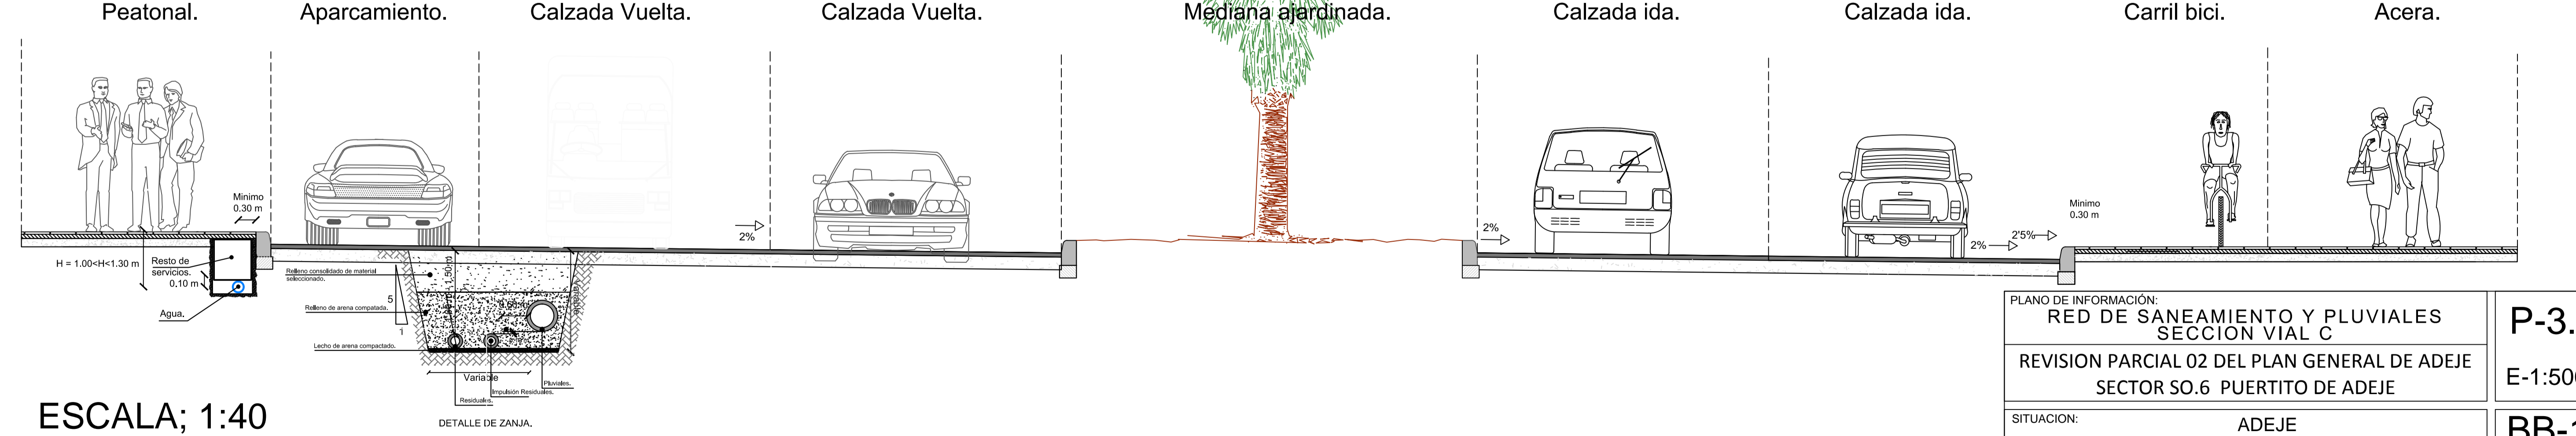 Peatonal.
Aparcamiento.
Calzada Vuelta.
Calzada Vuelta.
Mediana ajardinada.
Calzada ida.
Calzada ida.
Carril bici.
Acera.
Minimo
0.30 m
H = 1.00<H<1.30 m
Resto de
servicios.
0.10 m
Agua.
Relleno consolidado de material
seleccionado.
Relleno de arena compatada.
5
1
Lecho de arena compactado.
Variable
Residuales.
Impulsión Residuales.
Pluviales.
DETALLE DE ZANJA.
2%
2%
2%
2'5%
Minimo
0.30 m
ESCALA; 1:40
PLANO DE INFORMACIÓN:
RED DE SANEAMIENTO Y PLUVIALES
SECCION VIAL C
REVISION PARCIAL 02 DEL PLAN GENERAL DE ADEJE
SECTOR SO.6 PUERTITO DE ADEJE
SITUACION:
ADEJE
P-3.
E-1:500